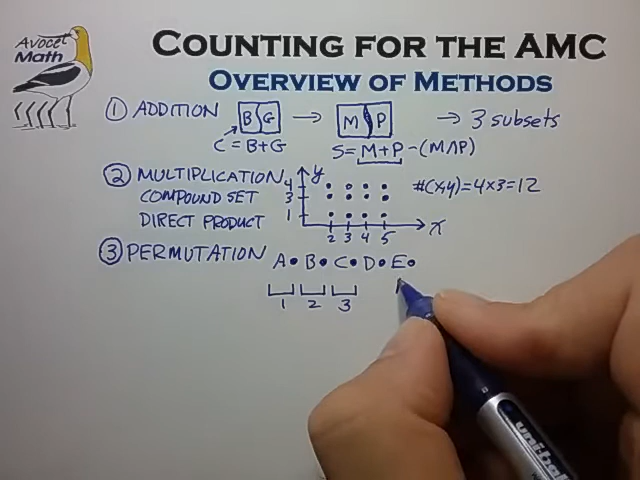 Avocet
Math
COUNTING FOR THE AMC
OVERVIEW OF METHODS
① ADDITION B G → M P → 3 subsets
C = B+G S = M+P - (M∩P)
② MULTIPLICATION y #(x,y)=4×3=12
COMPOUND SET 4 3
DIRECT PRODUCT 1 x
2 3 4 5
③ PERMUTATION A• B• C• D• E•
1 2 3